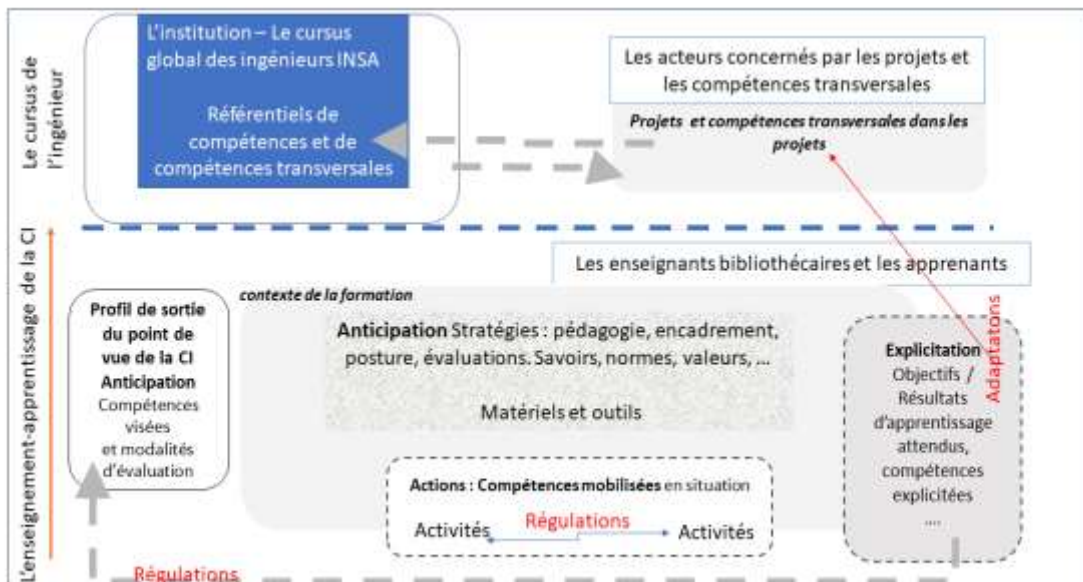 Le cursus de
l'ingénieur
L'institution – Le cursus
global des ingénieurs INSA
Référentiels de
compétences et de
compétences transversales
Les acteurs concernés par les projets et
les compétences transversales
Projets et compétences transversales dans les
projets
L'enseignement-apprentissage de la CI
Les enseignants bibliothécaires et les apprenants
Profil de sortie
du point de
vue de la CI
Anticipation
Compétences
visées
et modalités
d'évaluation
contexte de la formation
Anticipation Stratégies : pédagogie, encadrement,
posture, évaluations. Savoirs, normes, valeurs, ...
Matériels et outils
Actions : Compétences mobilisées en situation
Activités
Régulations
Activités
Explicitation
Objectifs /
Résultats
d'apprentissage
attendus,
compétences
explicitées
....
Adaptatons
Régulations